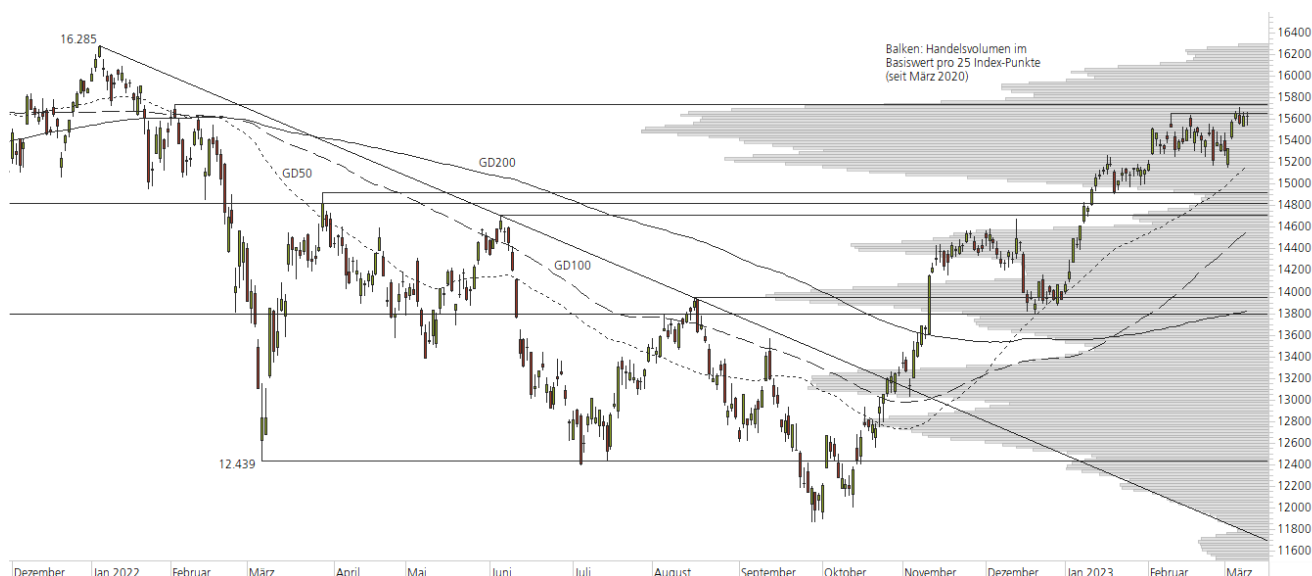 16.285
Balken: Handelsvolumen im
Basiswert pro 25 Index-Punkte
(seit März 2020)
GD50
GD200
GD100
12.439
16400
16200
16000
15800
15600
15400
15200
15000
14800
14600
14400
14200
14000
13800
13600
13400
13200
13000
12800
12600
12400
12200
12000
11800
11600
Dezember
Jan 2022
Februar
März
April
Mai
Juni
Juli
August
September
Oktober
November
Dezember
Jan 2023
Februar
März